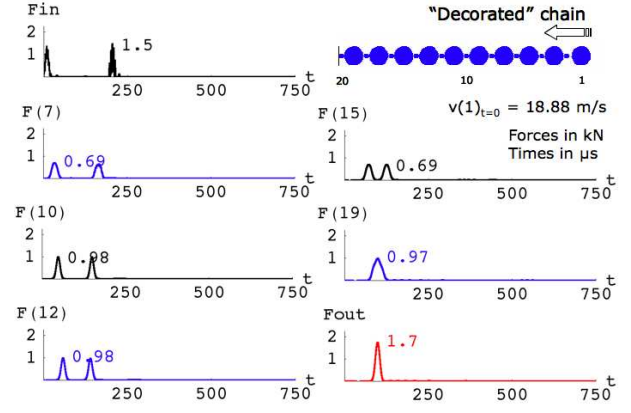 Fin
2
1
1.5
t
250
500
750
"Decorated" chain
20
10
1
v(1)t=0 = 18.88 m/s
Forces in kN
Times in µs
F(7)
2
1
0.69
t
250
500
750
F(15)
2
1
0.69
t
250
500
750
F(10)
2
1
0.98
t
250
500
750
F(19)
2
1
0.97
t
250
500
750
F(12)
2
1
0.98
t
250
500
750
Fout
2
1
1.7
t
250
500
750